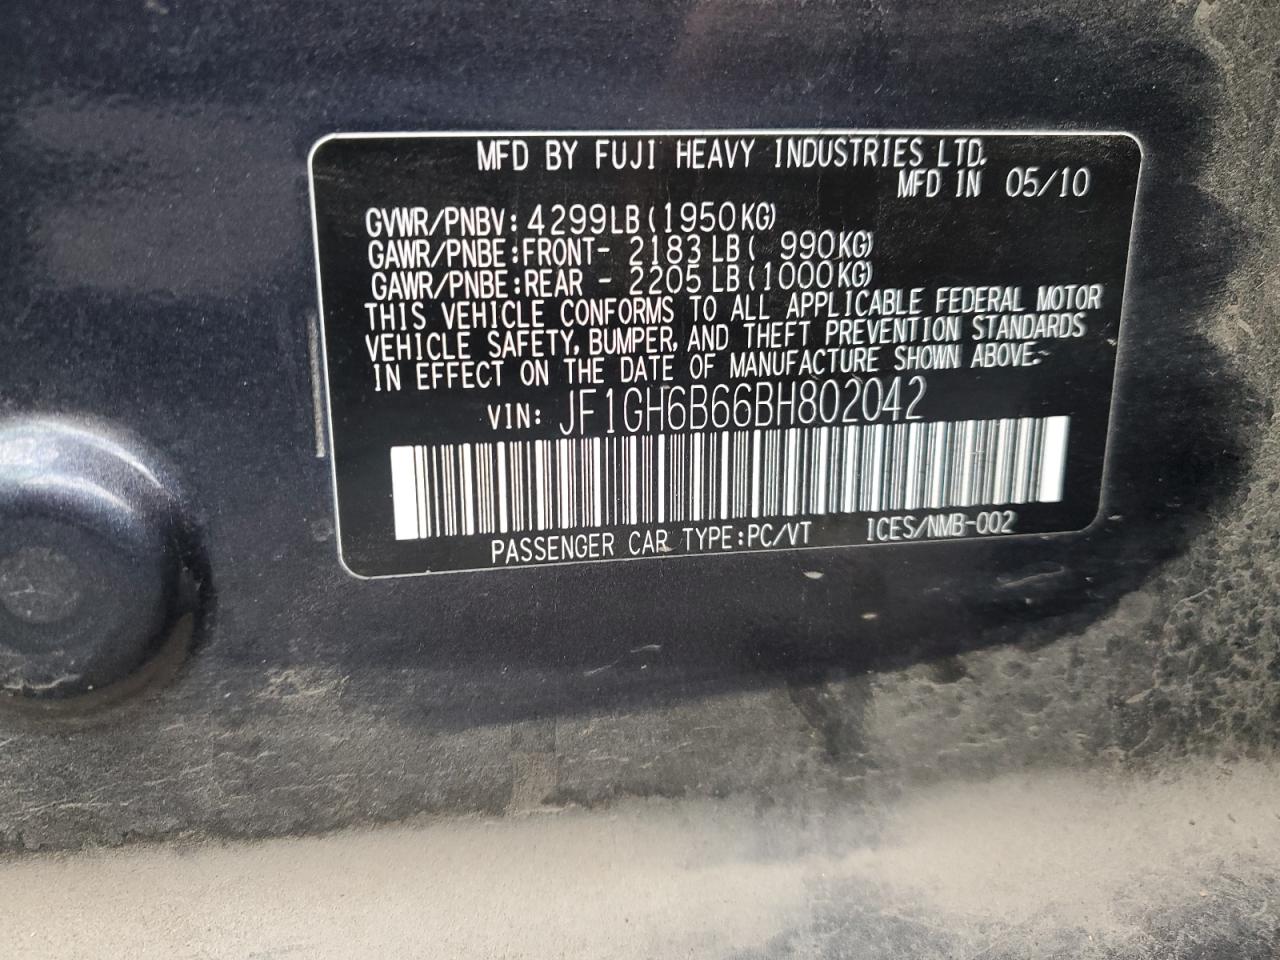 MFD BY FUJI HEAVY INDUSTRIES LTD.
MFD IN 05/10
GVWR/PNBV: 4299LB (1950KG)
GAWR/PNBE:FRONT- 2183 LB ( 990KG)
GAWR/PNBE:REAR - 2205 LB (1000KG)
THIS VEHICLE CONFORMS TO ALL APPLICABLE FEDERAL MOTOR
VEHICLE SAFETY, BUMPER, AND THEFT PREVENTION STANDARDS
IN EFFECT ON THE DATE OF MANUFACTURE SHOWN ABOVE.
VIN: JF1GH6B66BH802042
PASSENGER CAR TYPE:PC/VT ICES/NMB-002